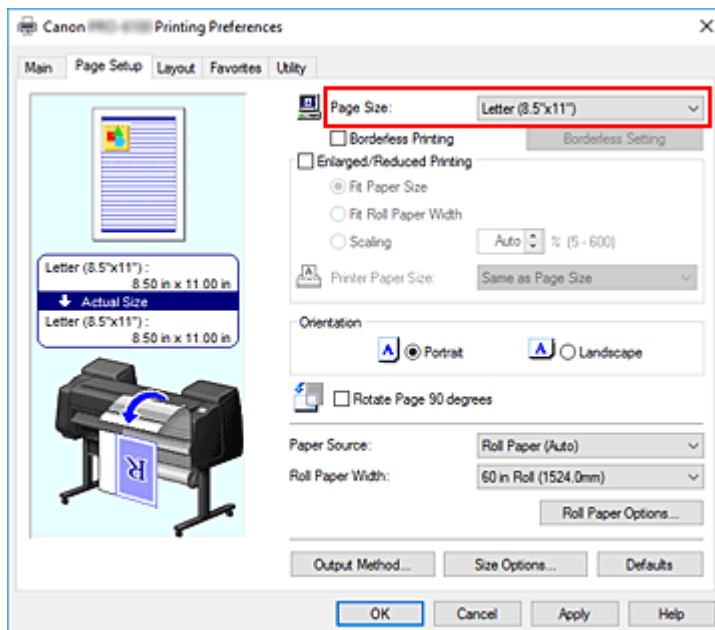 Canon Printing Preferences
Main Page Setup Layout Favorites Utility
Page Size: Letter (8.5"x11")
Borderless Printing Borderless Setting
Enlarged/Reduced Printing
Fit Paper Size
Fit Roll Paper Width
Scaling Auto % (5 - 600)
Printer Paper Size: Same as Page Size
Letter (8.5"x11") :
8.50 in x 11.00 in
Actual Size
Letter (8.5"x11") :
8.50 in x 11.00 in
Orientation
A Portrait A Landscape
Rotate Page 90 degrees
Paper Source: Roll Paper (Auto)
Roll Paper Width: 60 in Roll (1524.0mm)
Roll Paper Options...
R
Output Method... Size Options... Defaults
OK Cancel Apply Help